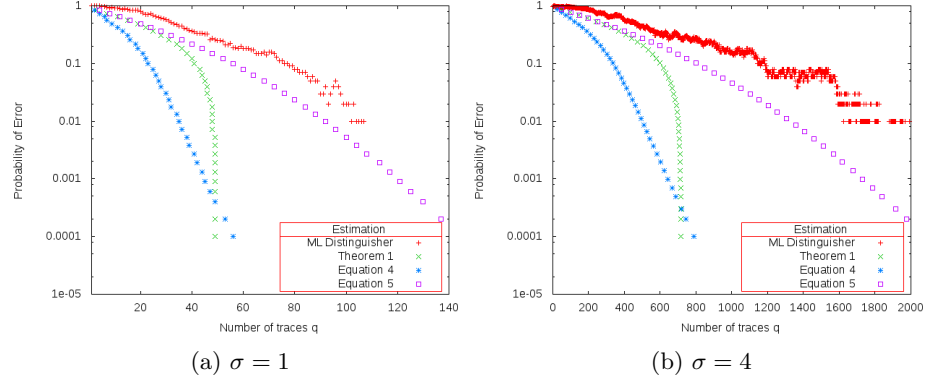 1
0.1
0.01
0.001
0.0001
1e-05
Probability of Error
0 20 40 60 80 100 120 140
Number of traces q
Estimation
ML Distinguisher
Theorem 1
Equation 4
Equation 5
(a) σ = 1
1
0.1
0.01
0.001
0.0001
1e-05
Probability of Error
0 200 400 600 800 1000 1200 1400 1600 1800 2000
Number of traces q
Estimation
ML Distinguisher
Theorem 1
Equation 4
Equation 5
(b) σ = 4